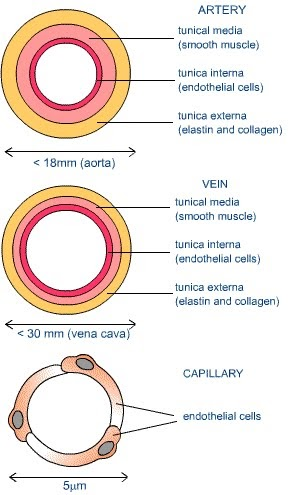 ARTERY
tunical media
(smooth muscle)
tunica interna
(endothelial cells)
tunica externa
(elastin and collagen)
< 18mm (aorta)
VEIN
tunical media
(smooth muscle)
tunica interna
(endothelial cells)
tunica externa
(elastin and collagen)
< 30 mm (vena cava)
CAPILLARY
endothelial cells
5µm